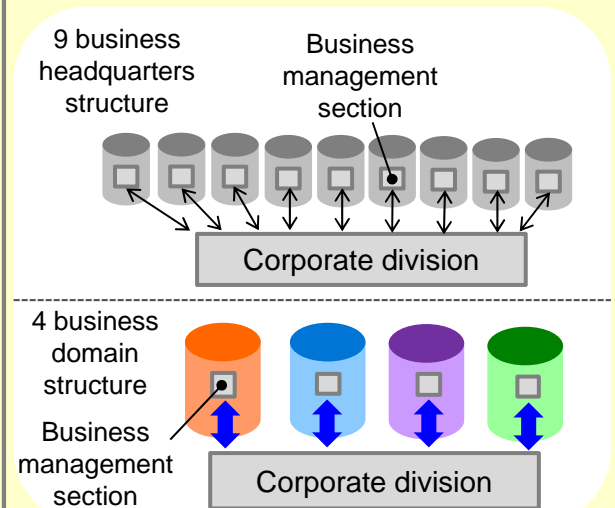 9 business
headquarters
structure
Business
management
section
Corporate division
4 business
domain
structure
Business
management
section
Corporate division